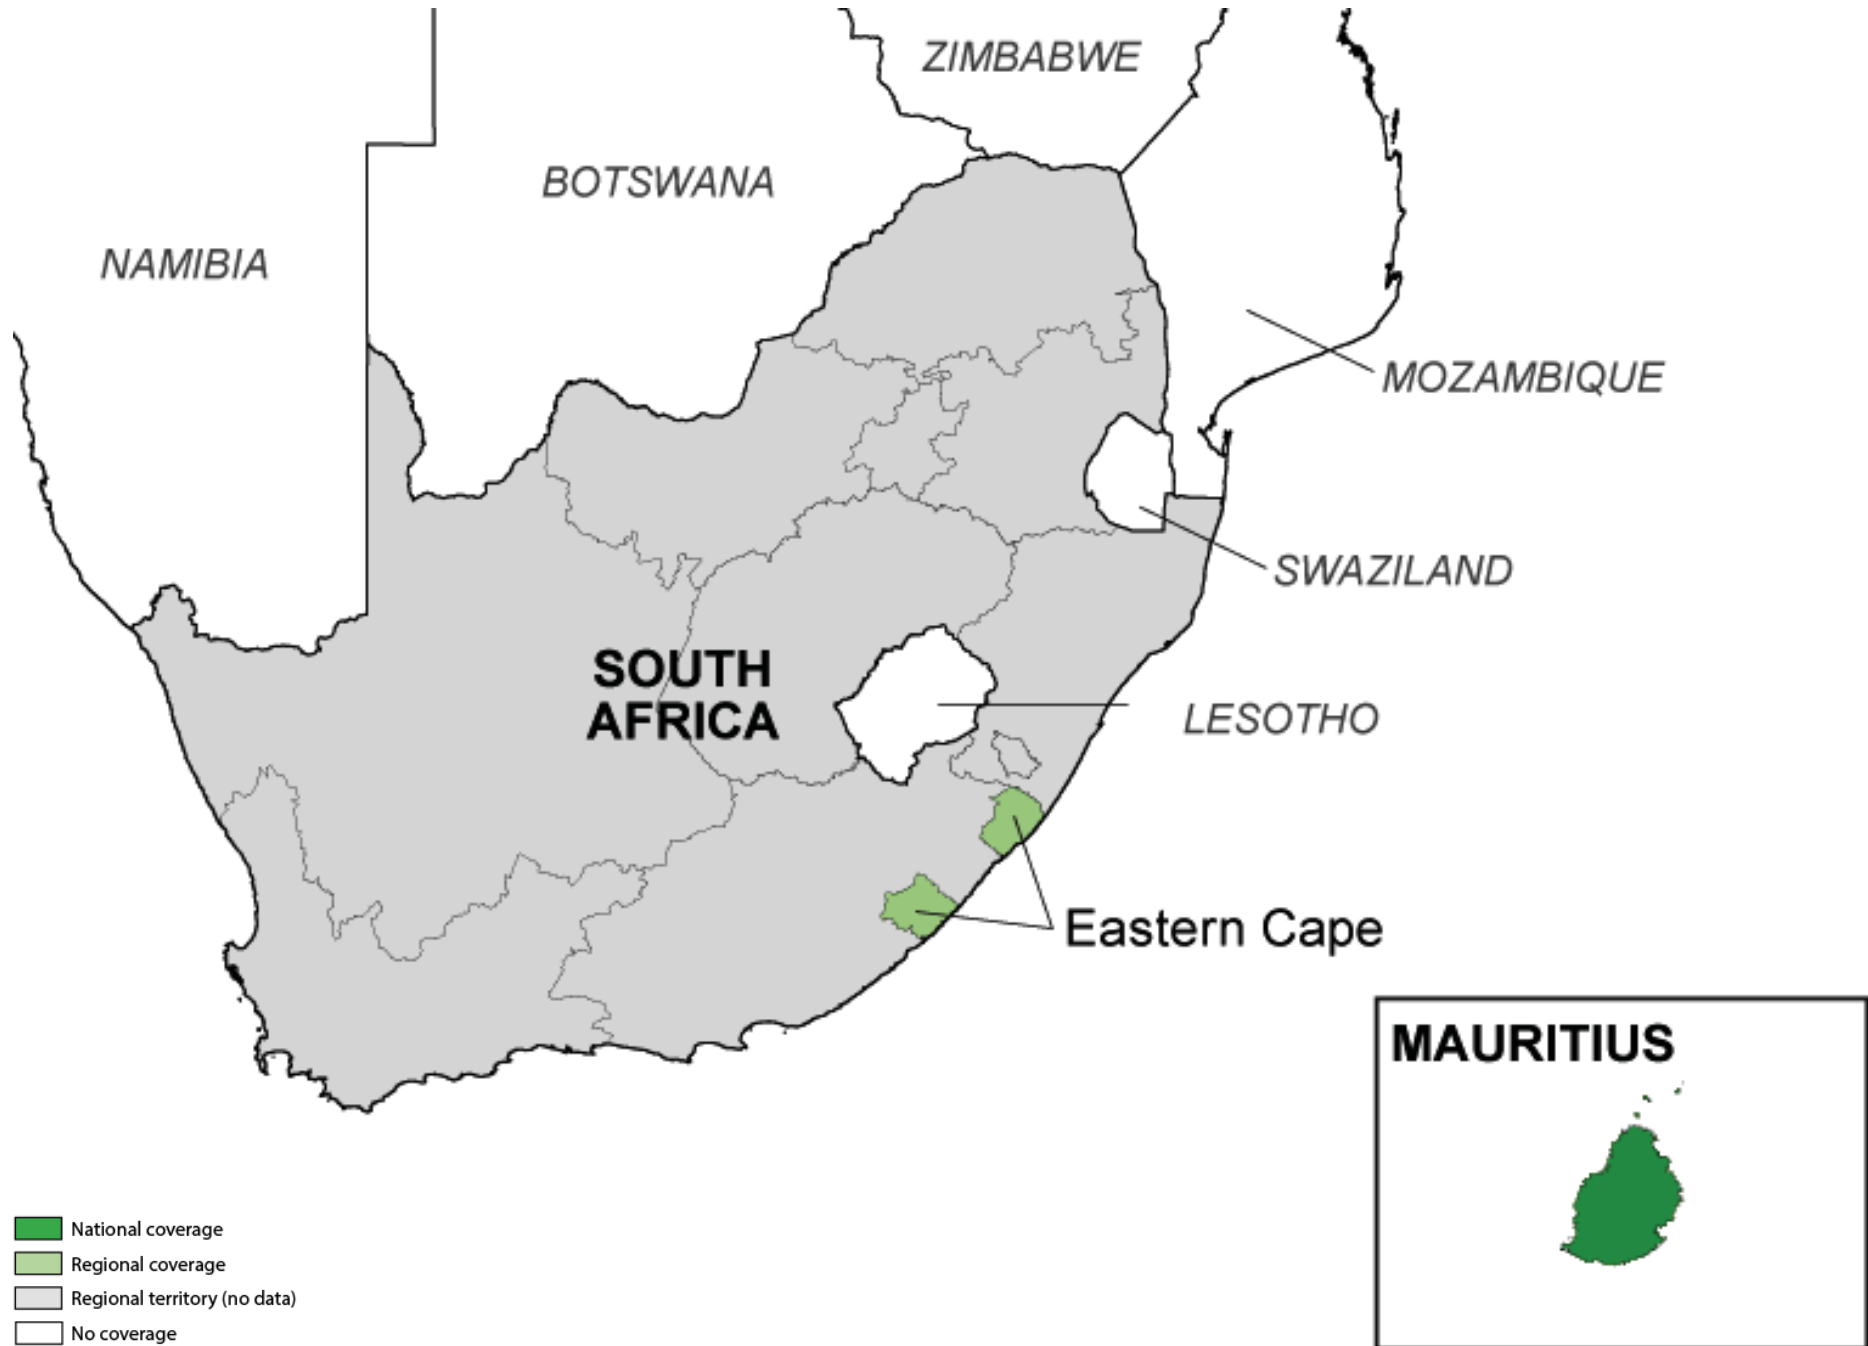 ZIMBABWE
BOTSWANA
NAMIBIA
MOZAMBIQUE
SWAZILAND
SOUTH
AFRICA
LESOTHO
Eastern Cape
MAURITIUS
National coverage
Regional coverage
Regional territory (no data)
No coverage